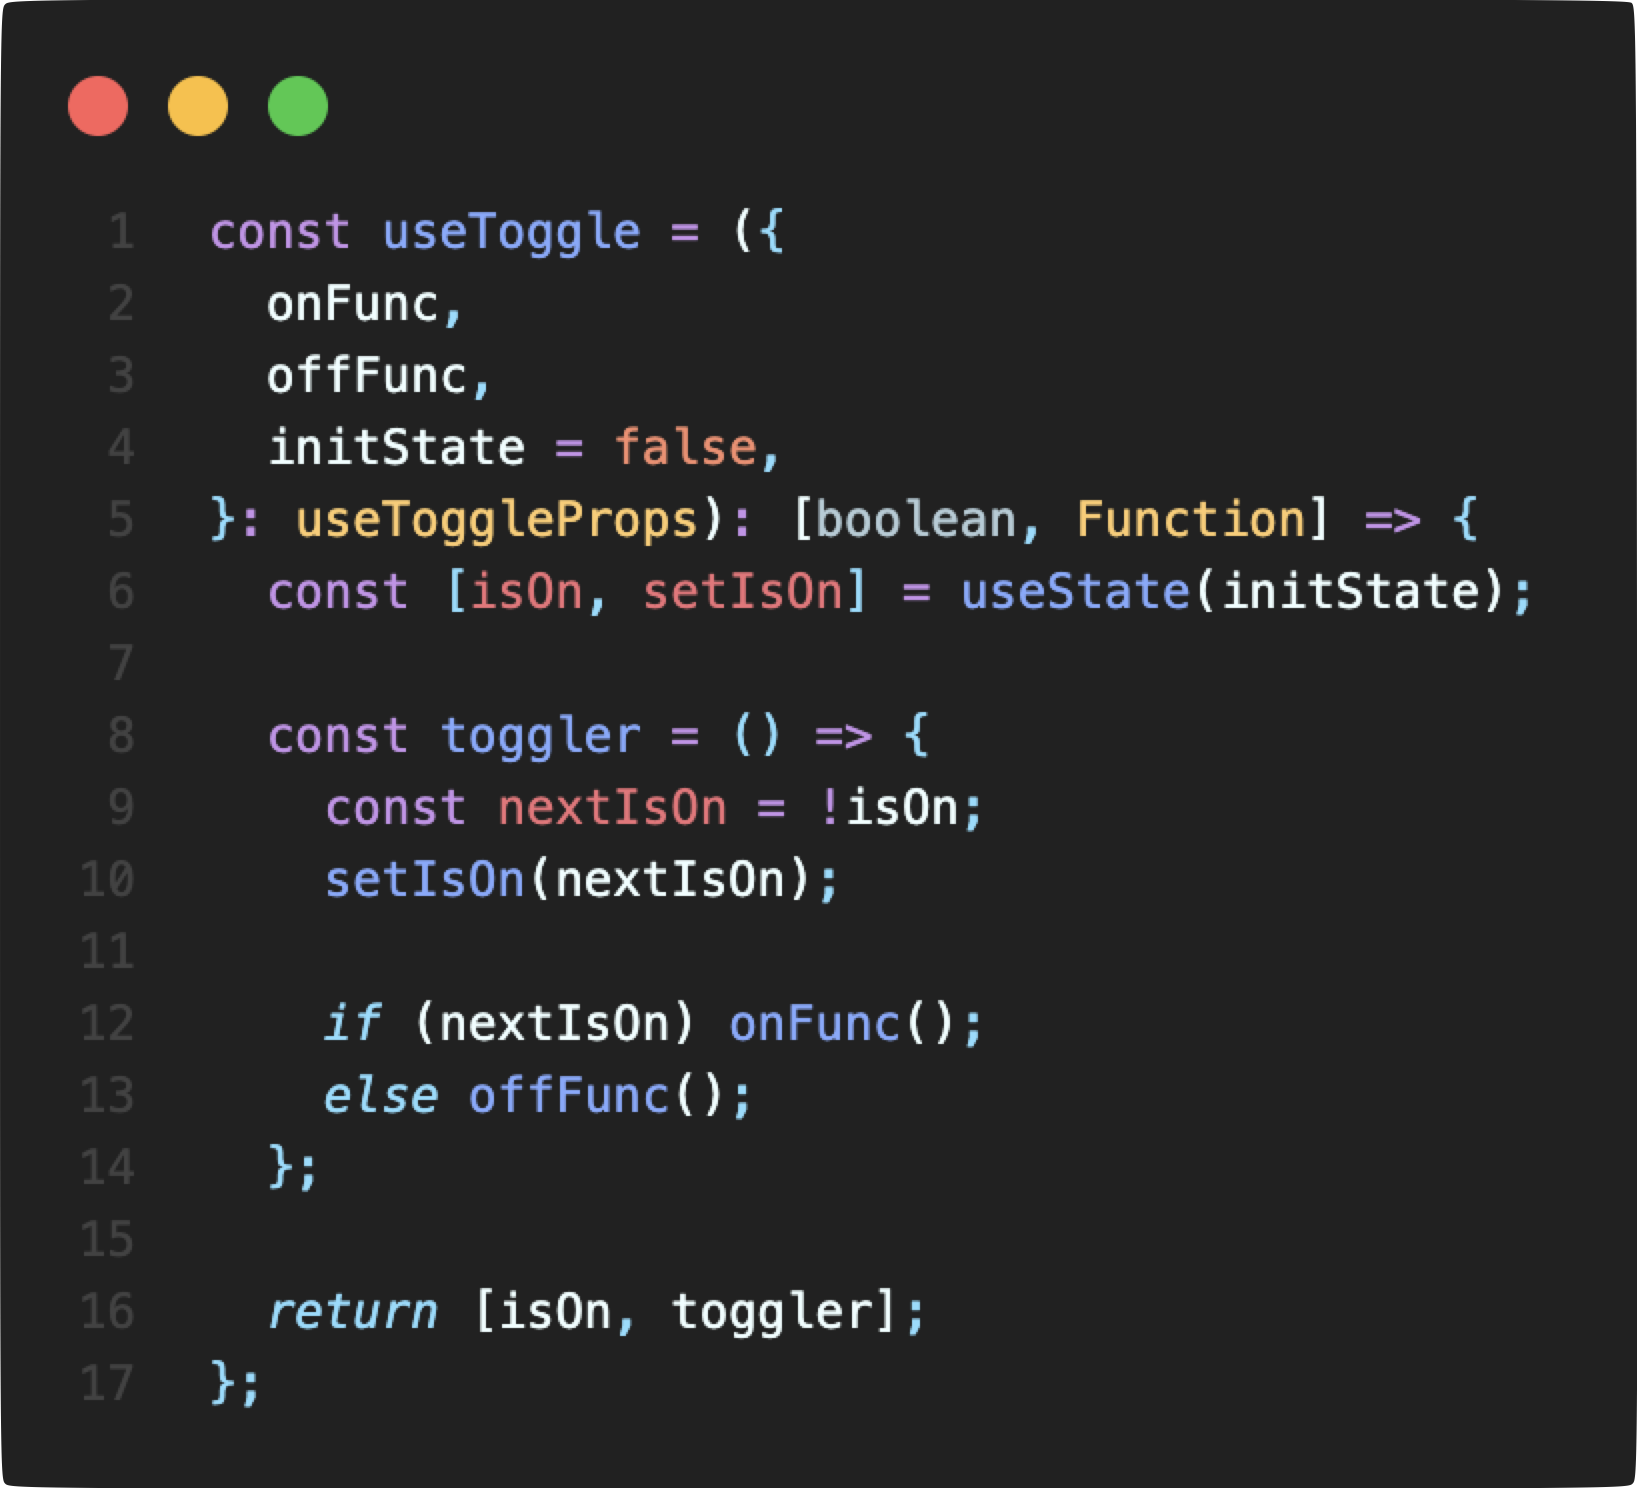 1 const useToggle = ({
2   onFunc,
3   offFunc,
4   initState = false,
5 }: useToggleProps): [boolean, Function] => {
6   const [isOn, setIsOn] = useState(initState);
7
8   const toggler = () => {
9     const nextIsOn = !isOn;
10     setIsOn(nextIsOn);
11
12     if (nextIsOn) onFunc();
13     else offFunc();
14   };
15
16   return [isOn, toggler];
17 };